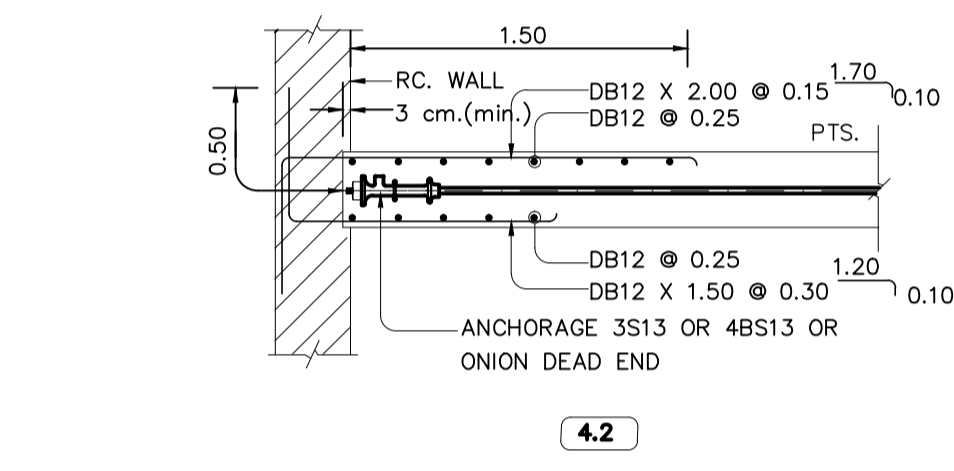 1.50
RC. WALL
3 cm.(min.)
DB12 X 2.00 @ 0.15
1.70
0.10
DB12 @ 0.25
PTS.
0.50
DB12 @ 0.25
DB12 X 1.50 @ 0.30
1.20
0.10
ANCHORAGE 3S13 OR 4BS13 OR
ONION DEAD END
4.2